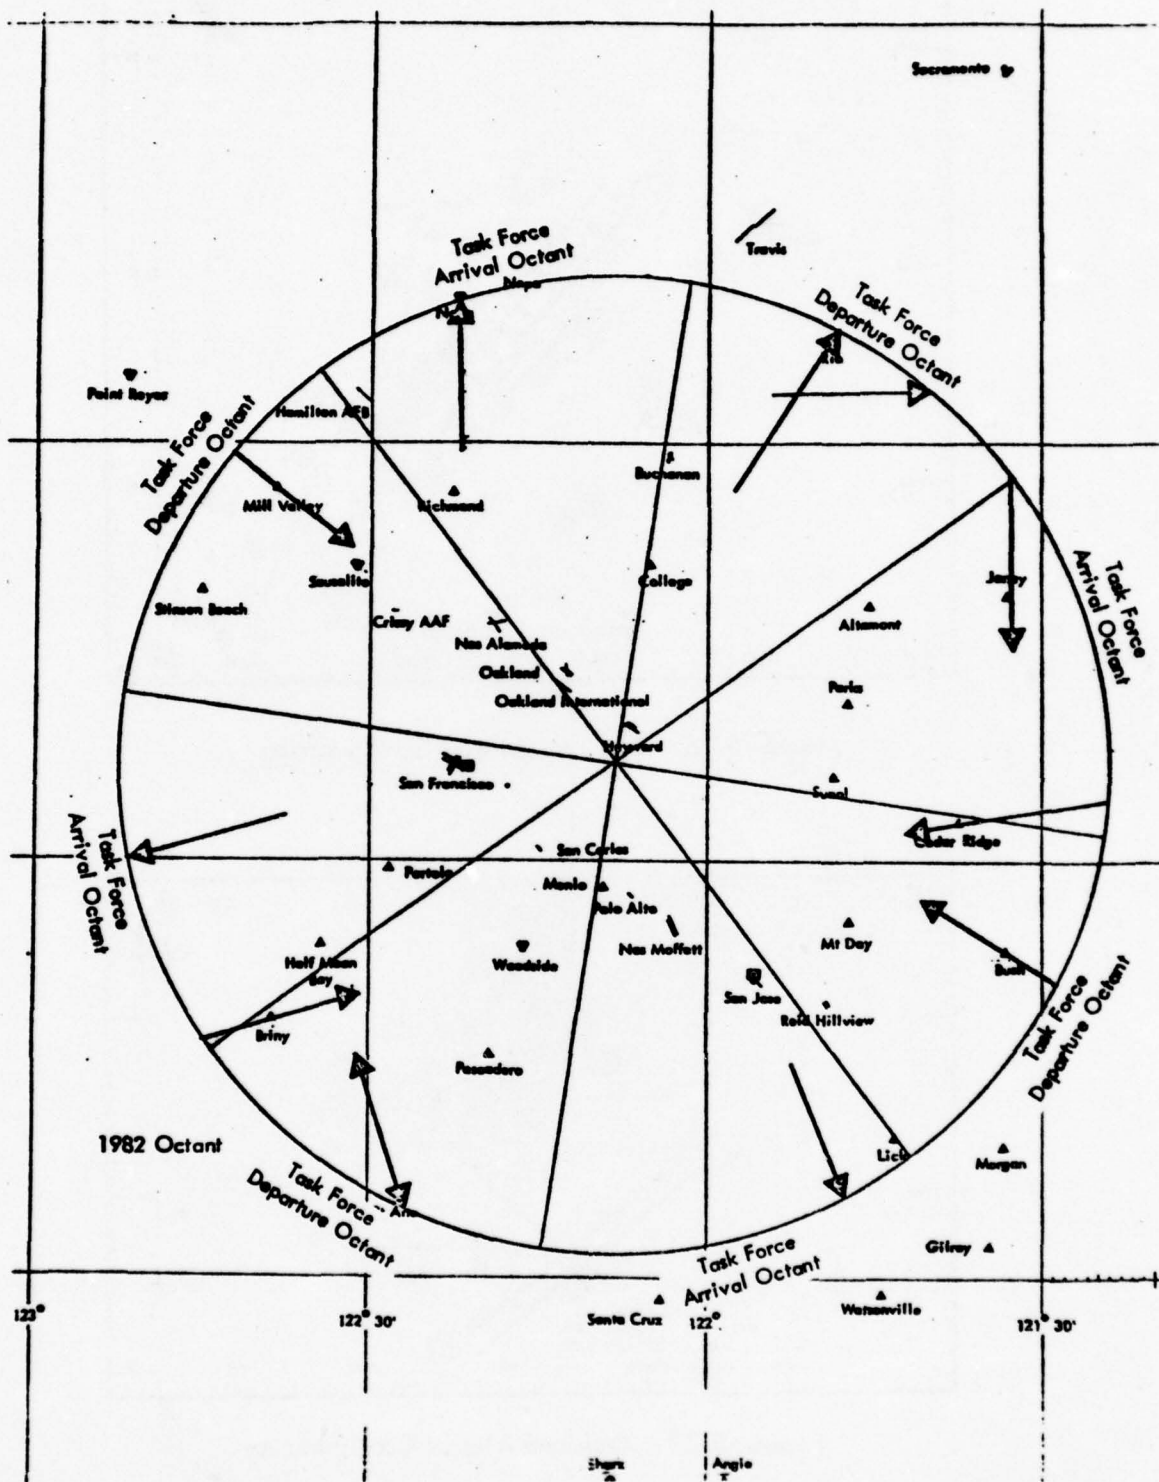 Sacramento
Travis
Task Force
Arrival Octant
Napa
Task Force
Departure Octant
Point Reyes
Hamilton AFB
Task Force
Departure Octant
Buchanan
Mill Valley
Richmond
Sausalito
College
Stinson Beach
Crissy AAF
Altamont
Task Force
Arrival Octant
Nas Alameda
Oakland
Oakland International
Parks
Hayward
San Francisco
Sunol
Cedar Ridge
Task Force
Arrival Octant
San Carlos
Portola
Menlo
Palo Alto
Nas Moffett
Mt Day
Half Moon
Bay
Woodside
Bush
San Jose
Reid Hillview
Briny
Task Force
Departure Octant
Pescadero
1982 Octant
Lick
Morgan
Task Force
Departure Octant
Gilroy
Task Force
Arrival Octant
Santa Cruz
Watsonville
123°
122° 30'
122°
121° 30'
Angie